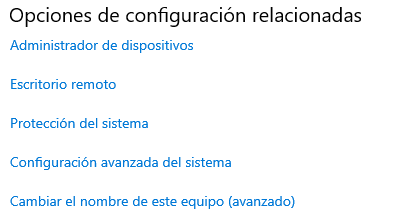 Opciones de configuración relacionadas
Administrador de dispositivos
Escritorio remoto
Protección del sistema
Configuración avanzada del sistema
Cambiar el nombre de este equipo (avanzado)